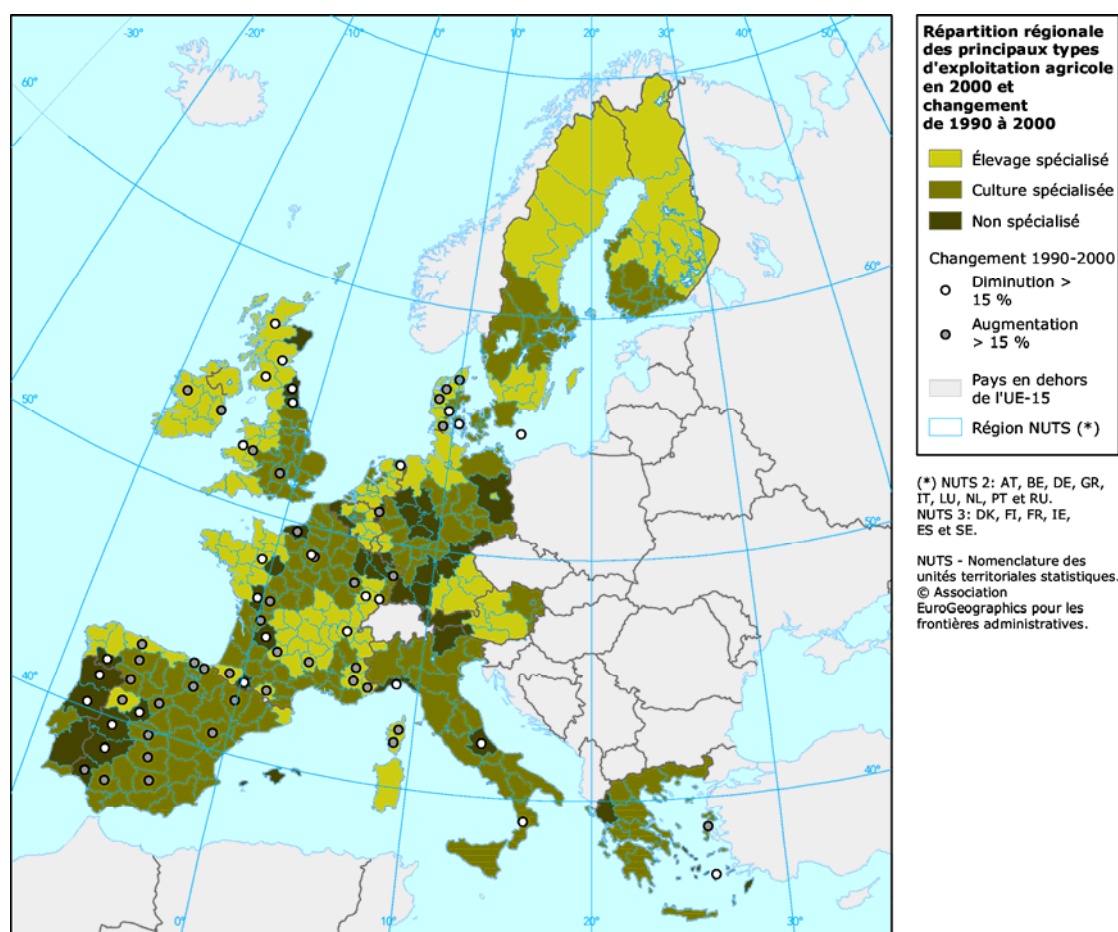 -30°
-20°
-10°
0°
10°
20°
30°
40°
50°
60°
60°
50°
40°
60°
50°
40°
0°
10°
20°
30°
Répartition régionale
des principaux types
d'exploitation agricole
en 2000 et
changement
de 1990 à 2000
Élevage spécialisé
Culture spécialisée
Non spécialisé
Changement 1990-2000
Diminution >
15 %
Augmentation
> 15 %
Pays en dehors
de l'UE-15
Région NUTS (*)
(*) NUTS 2: AT, BE, DE, GR,
IT, LU, NL, PT et RU.
NUTS 3: DK, FI, FR, IE,
ES et SE.
NUTS - Nomenclature des
unités territoriales statistiques.
© Association
EuroGeographics pour les
frontières administratives.